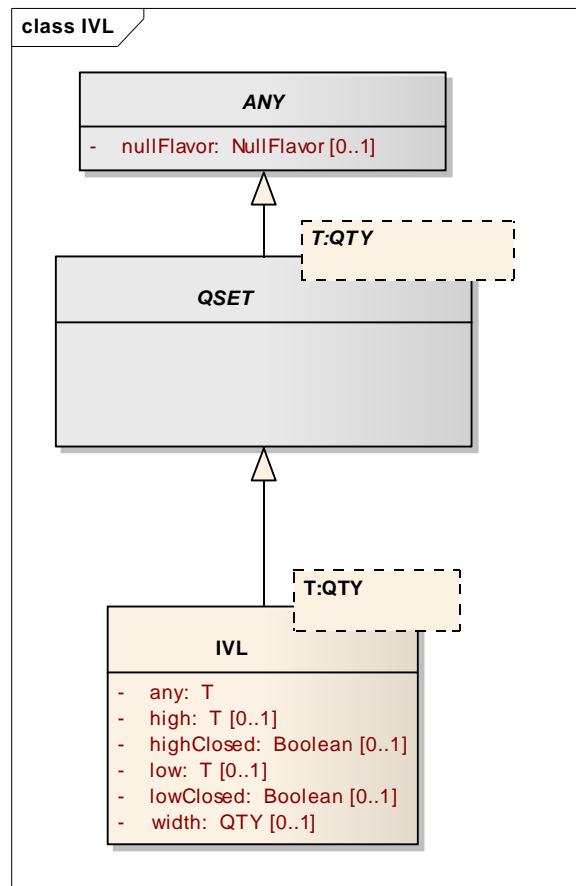 class IVL
ANY
- nullFlavor: NullFlavor [0..1]
T:QTY
QSET
T:QTY
IVL
- any: T
- high: T [0..1]
- highClosed: Boolean [0..1]
- low: T [0..1]
- lowClosed: Boolean [0..1]
- width: QTY [0..1]